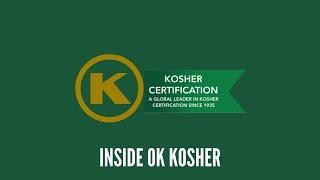 K
KOSHER
CERTIFICATION
A GLOBAL LEADER IN KOSHER
CERTIFICATION SINCE 1935
INSIDE OK KOSHER